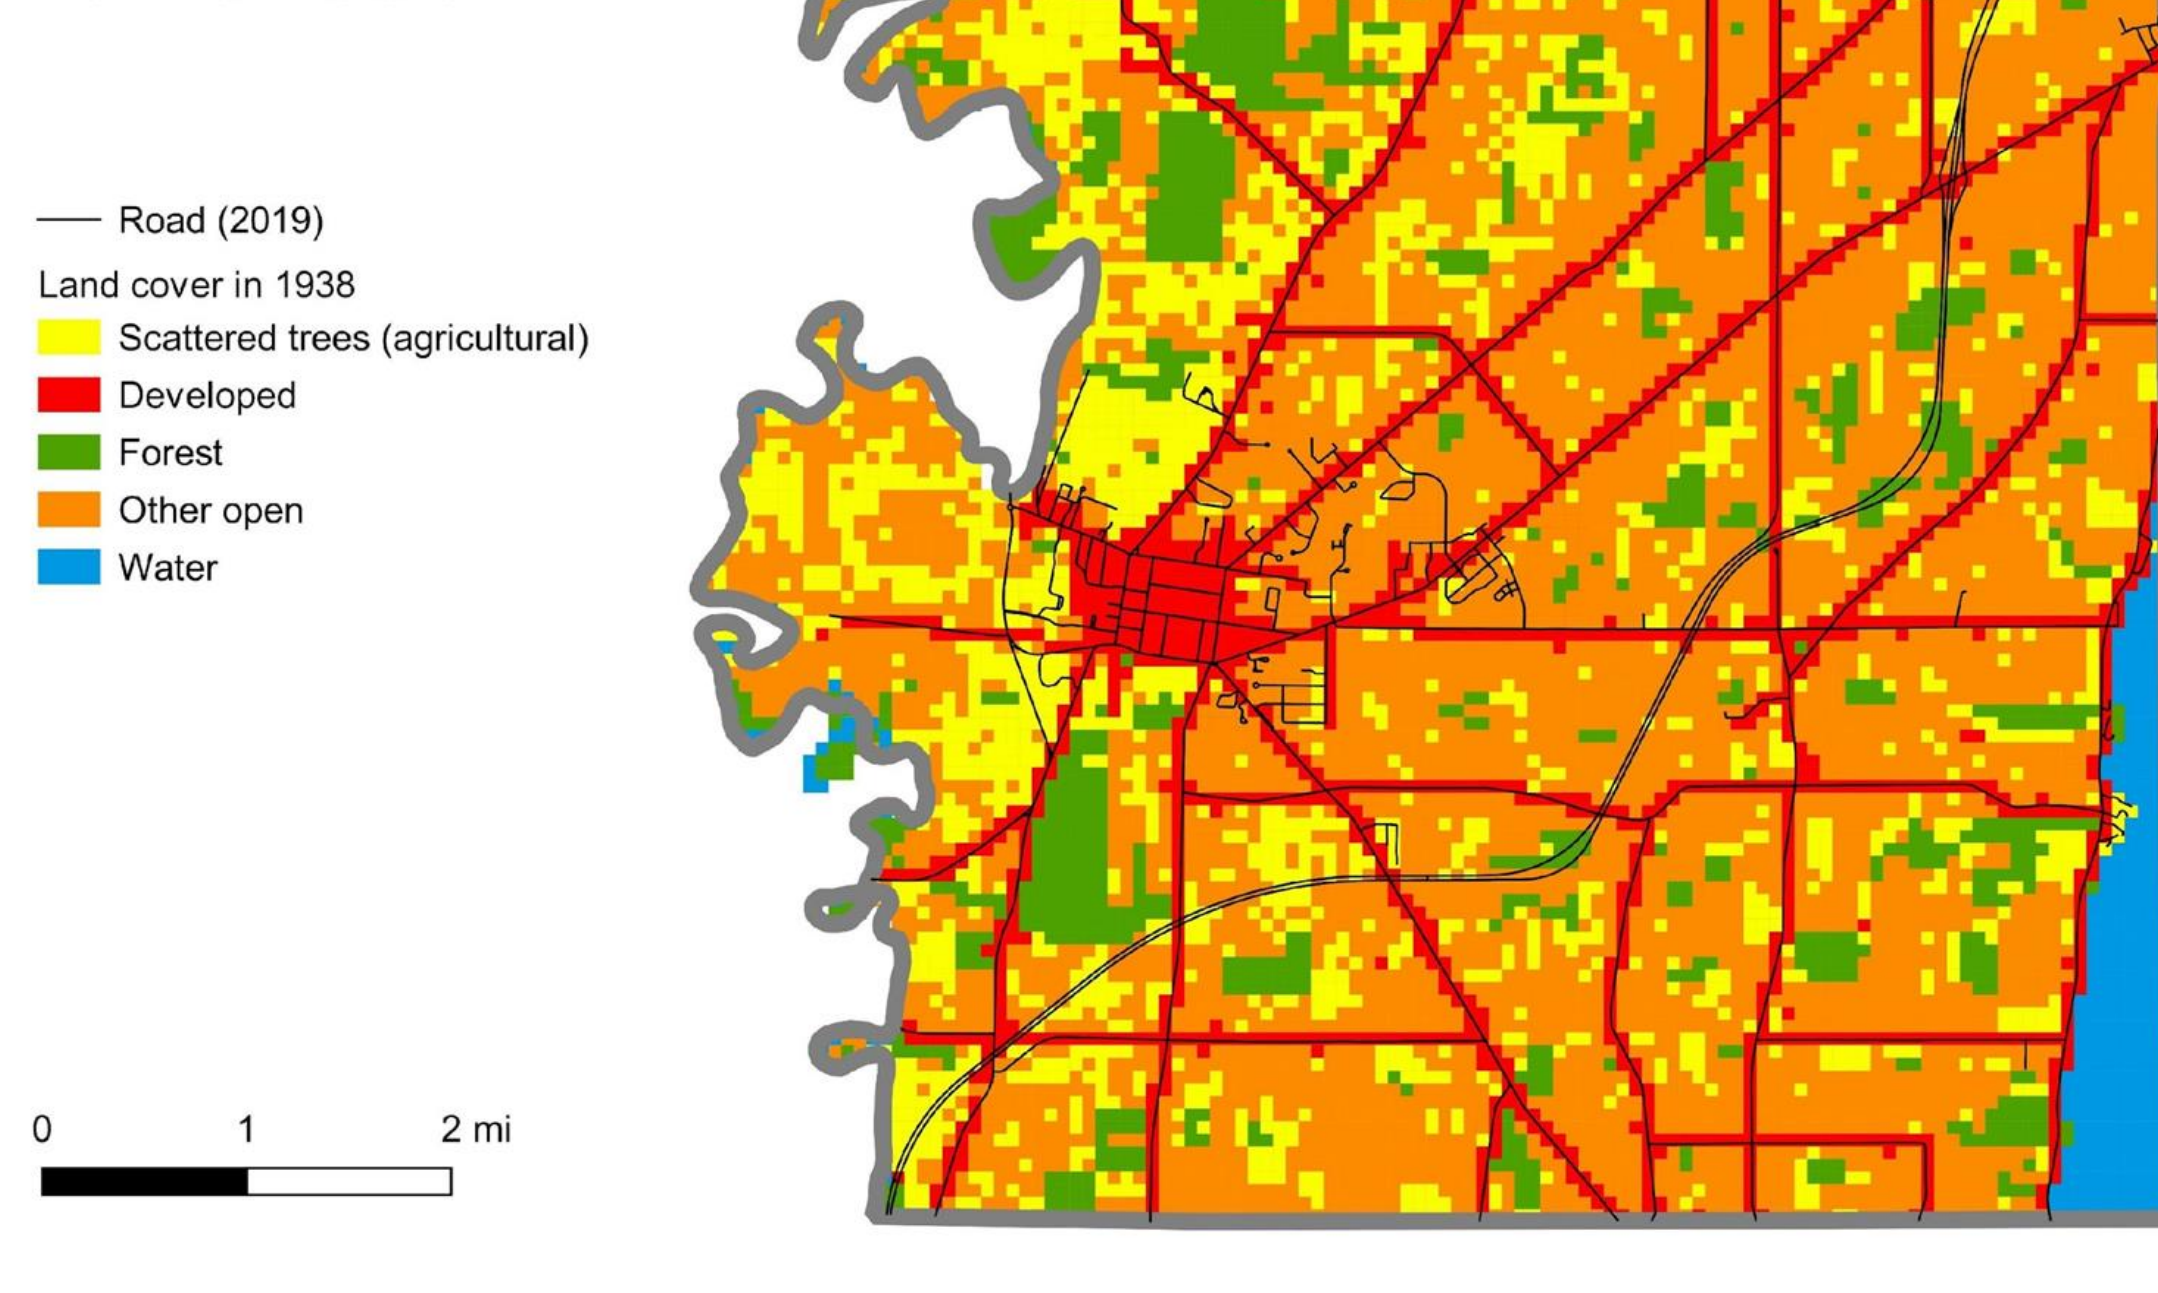 Road (2019)
Land cover in 1938
Scattered trees (agricultural)
Developed
Forest
Other open
Water
0 1 2 mi